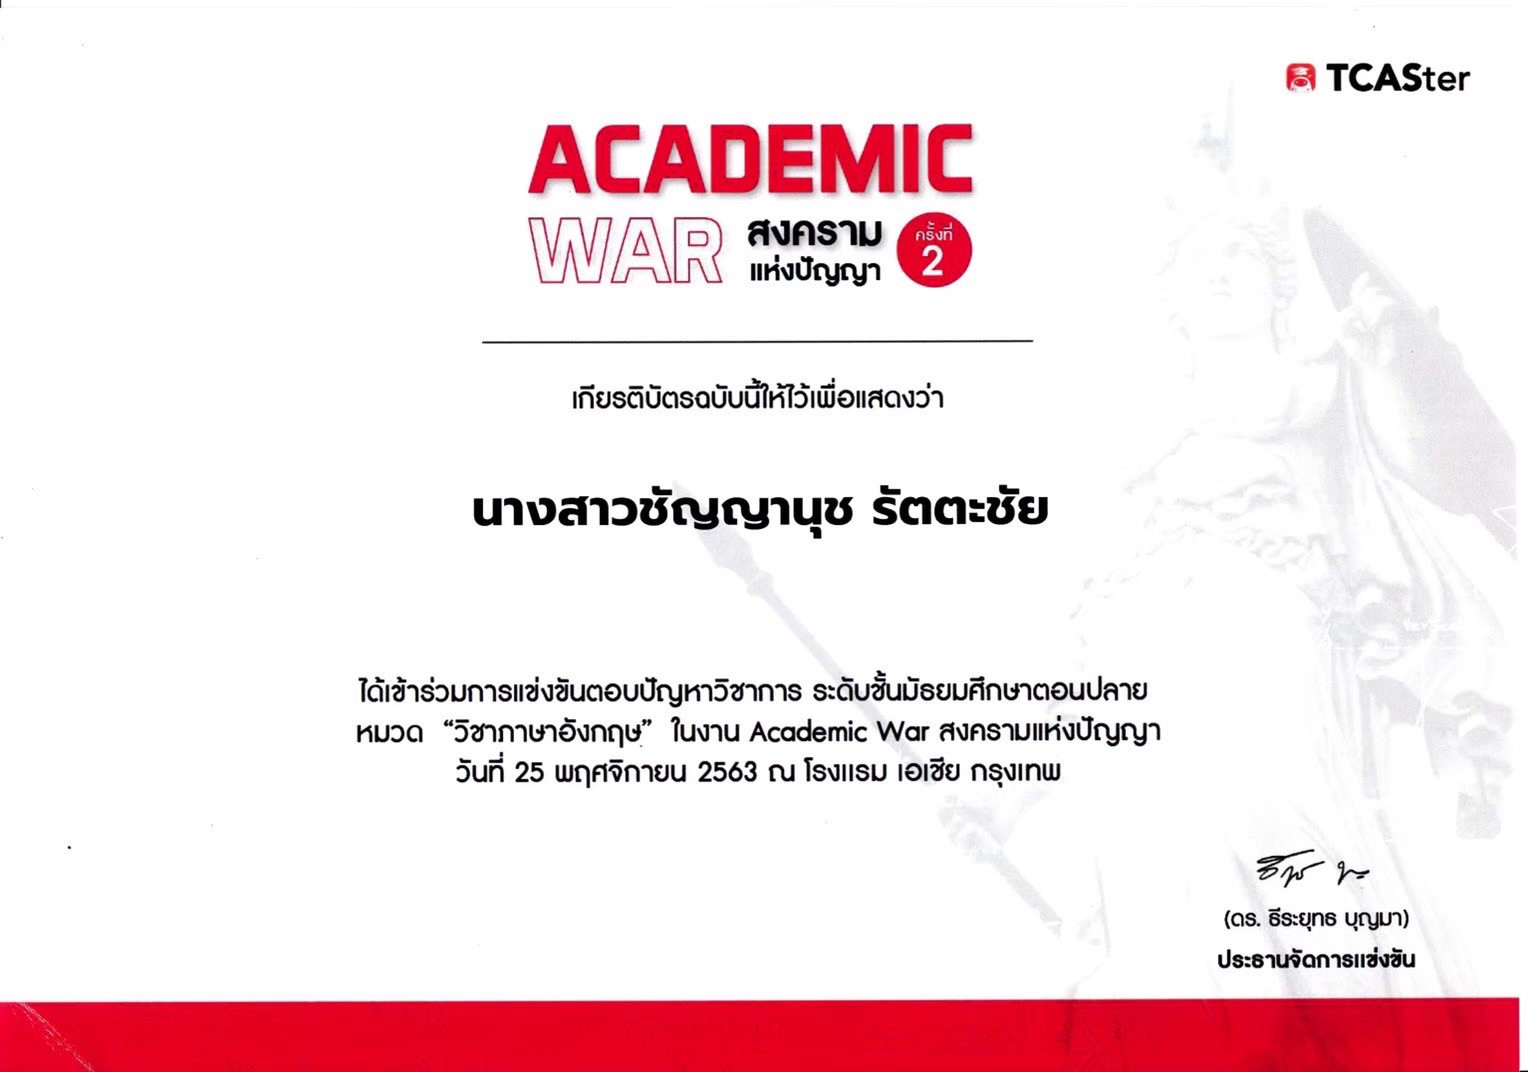 TCASter
ACADEMIC
WAR สงคราม
แห่งปัญญา
ครั้งที่
2
เกียรติบัตรฉบับนี้ให้ไว้เพื่อแสดงว่า
นางสาวชัญญานุช รัตตะชัย
ได้เข้าร่วมการแข่งขันตอบปัญหาวิชาการ ระดับชั้นมัธยมศึกษาตอนปลาย
หมวด “วิชาภาษาอังกฤษ” ในงาน Academic War สงครามแห่งปัญญา
วันที่ 25 พฤศจิกายน 2563 ณ โรงแรม เอเชีย กรุงเทพ
(ดร. ธีระยุทธ บุญมา)
ประธานจัดการแข่งขัน